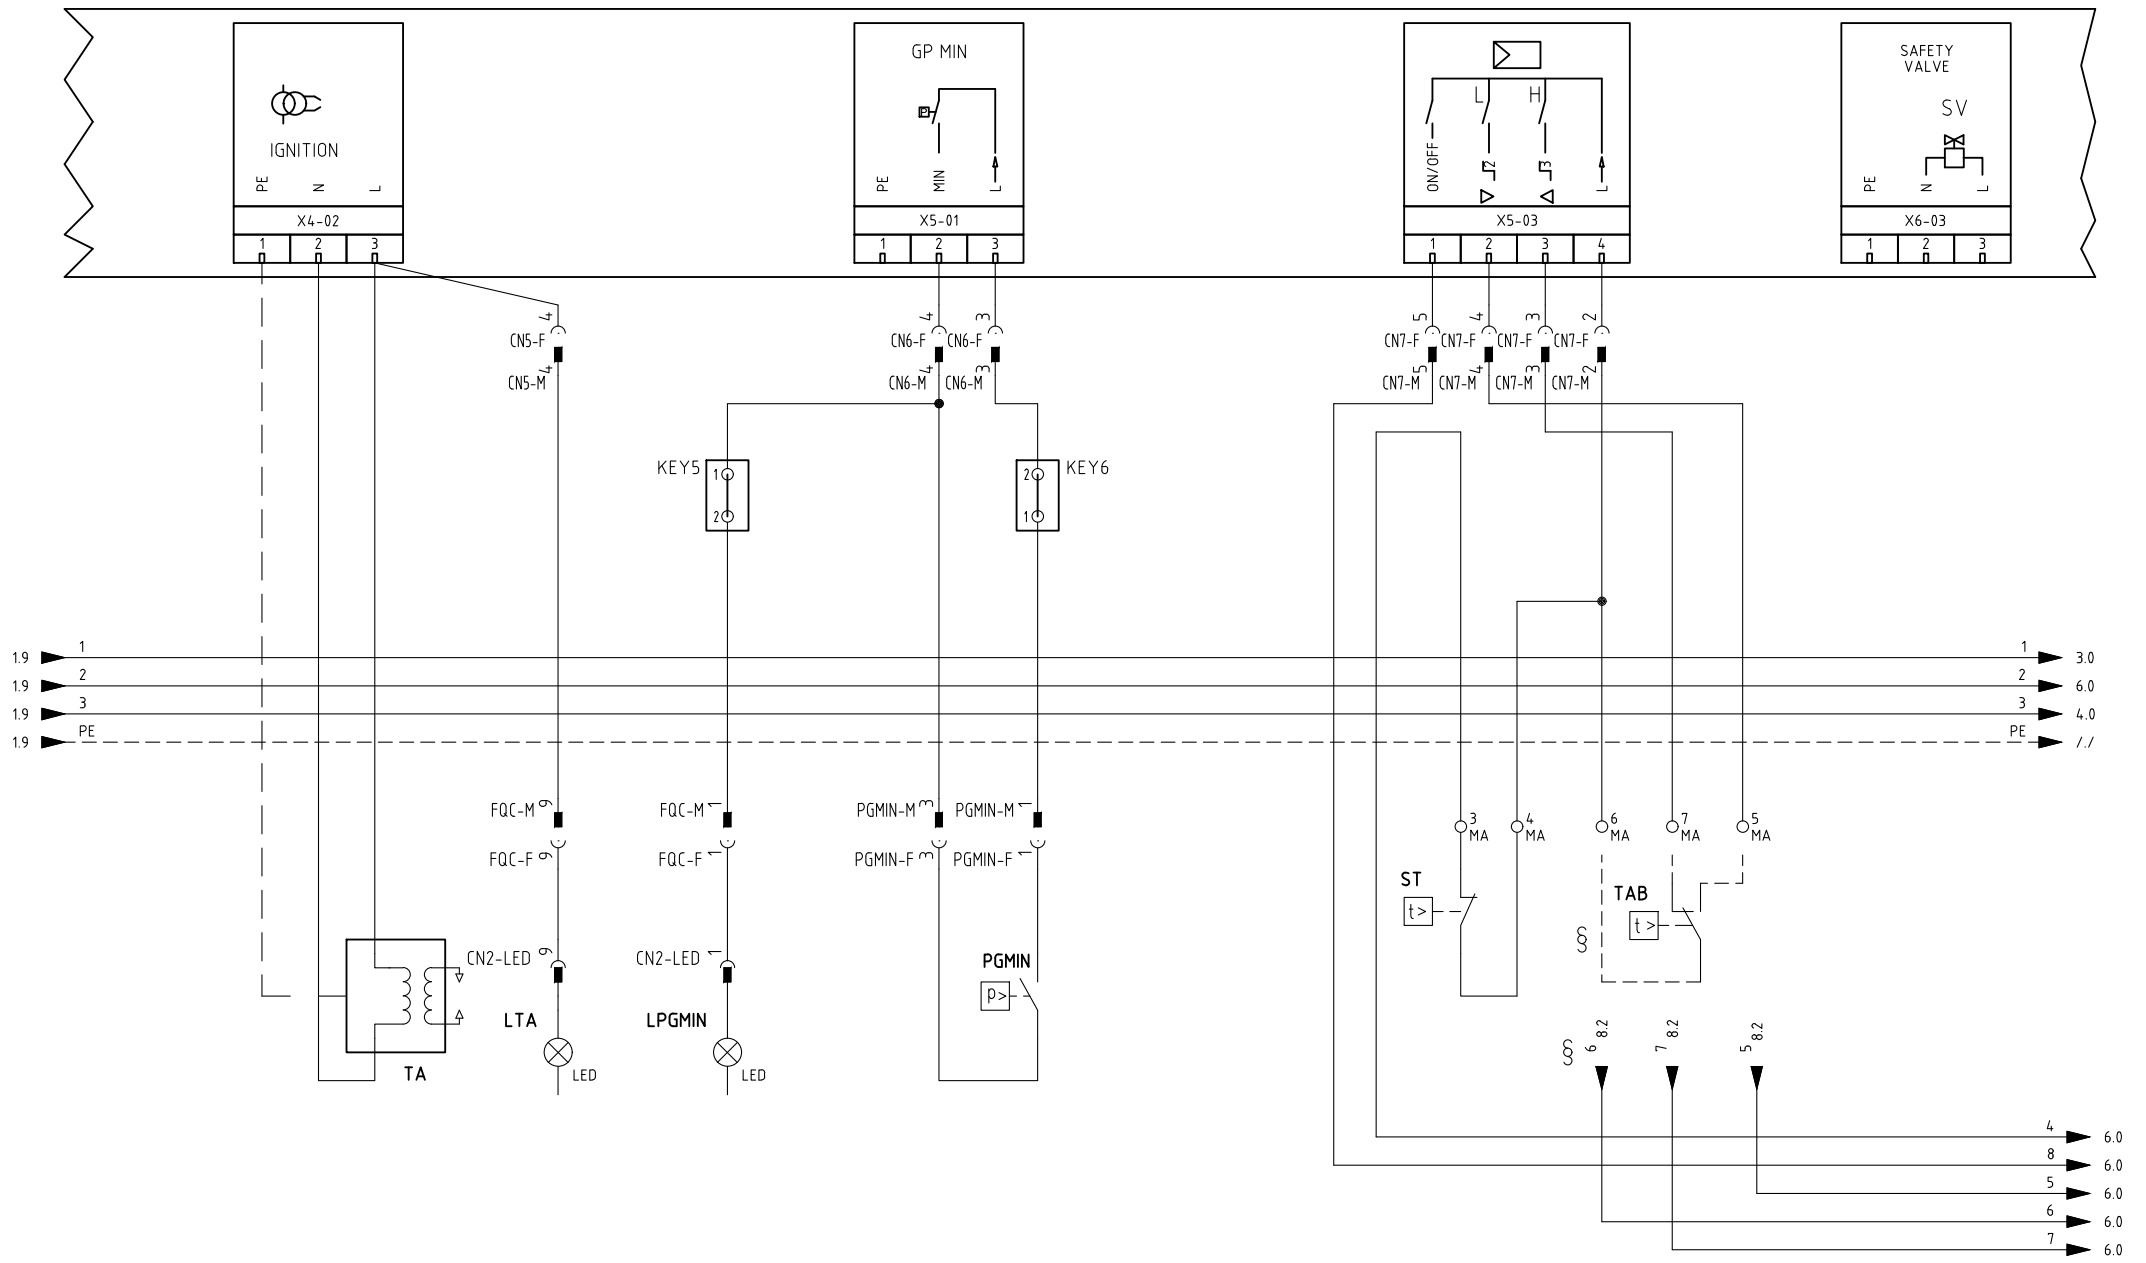 GP MIN
SAFETY
VALVE
SV
IGNITION
L
H
P
PE
N
L
PE
MIN
L
ON/OFF
2
3
L
PE
N
L
X4-02
X5-01
X5-03
X6-03
1 2 3
1 2 3
1 2 3 4
1 2 3
4
CN5-F
4
CN5-M
4
CN6-F
4
CN6-M
3
CN6-F
3
CN6-M
5
CN7-F
5
CN7-M
4
CN7-F
4
CN7-M
3
CN7-F
3
CN7-M
2
CN7-F
2
CN7-M
KEY5
1
2
KEY6
2
1
1.9 1 1 3.0
1.9 2 2 6.0
1.9 3 3 4.0
1.9 PE PE /./
FQC-M 9
FQC-F 9
FQC-M 1
FQC-F 1
PGMIN-M 3
PGMIN-F 3
PGMIN-M 1
PGMIN-F 1
3
MA
4
MA
6
MA
7
MA
5
MA
ST
t>
TAB
t>
§
CN2-LED 9
CN2-LED 1
PGMIN
p>
LTA
LED
LPGMIN
LED
TA
§
6 8.2
7 8.2
5 8.2
4 6.0
8 6.0
5 6.0
6 6.0
7 6.0